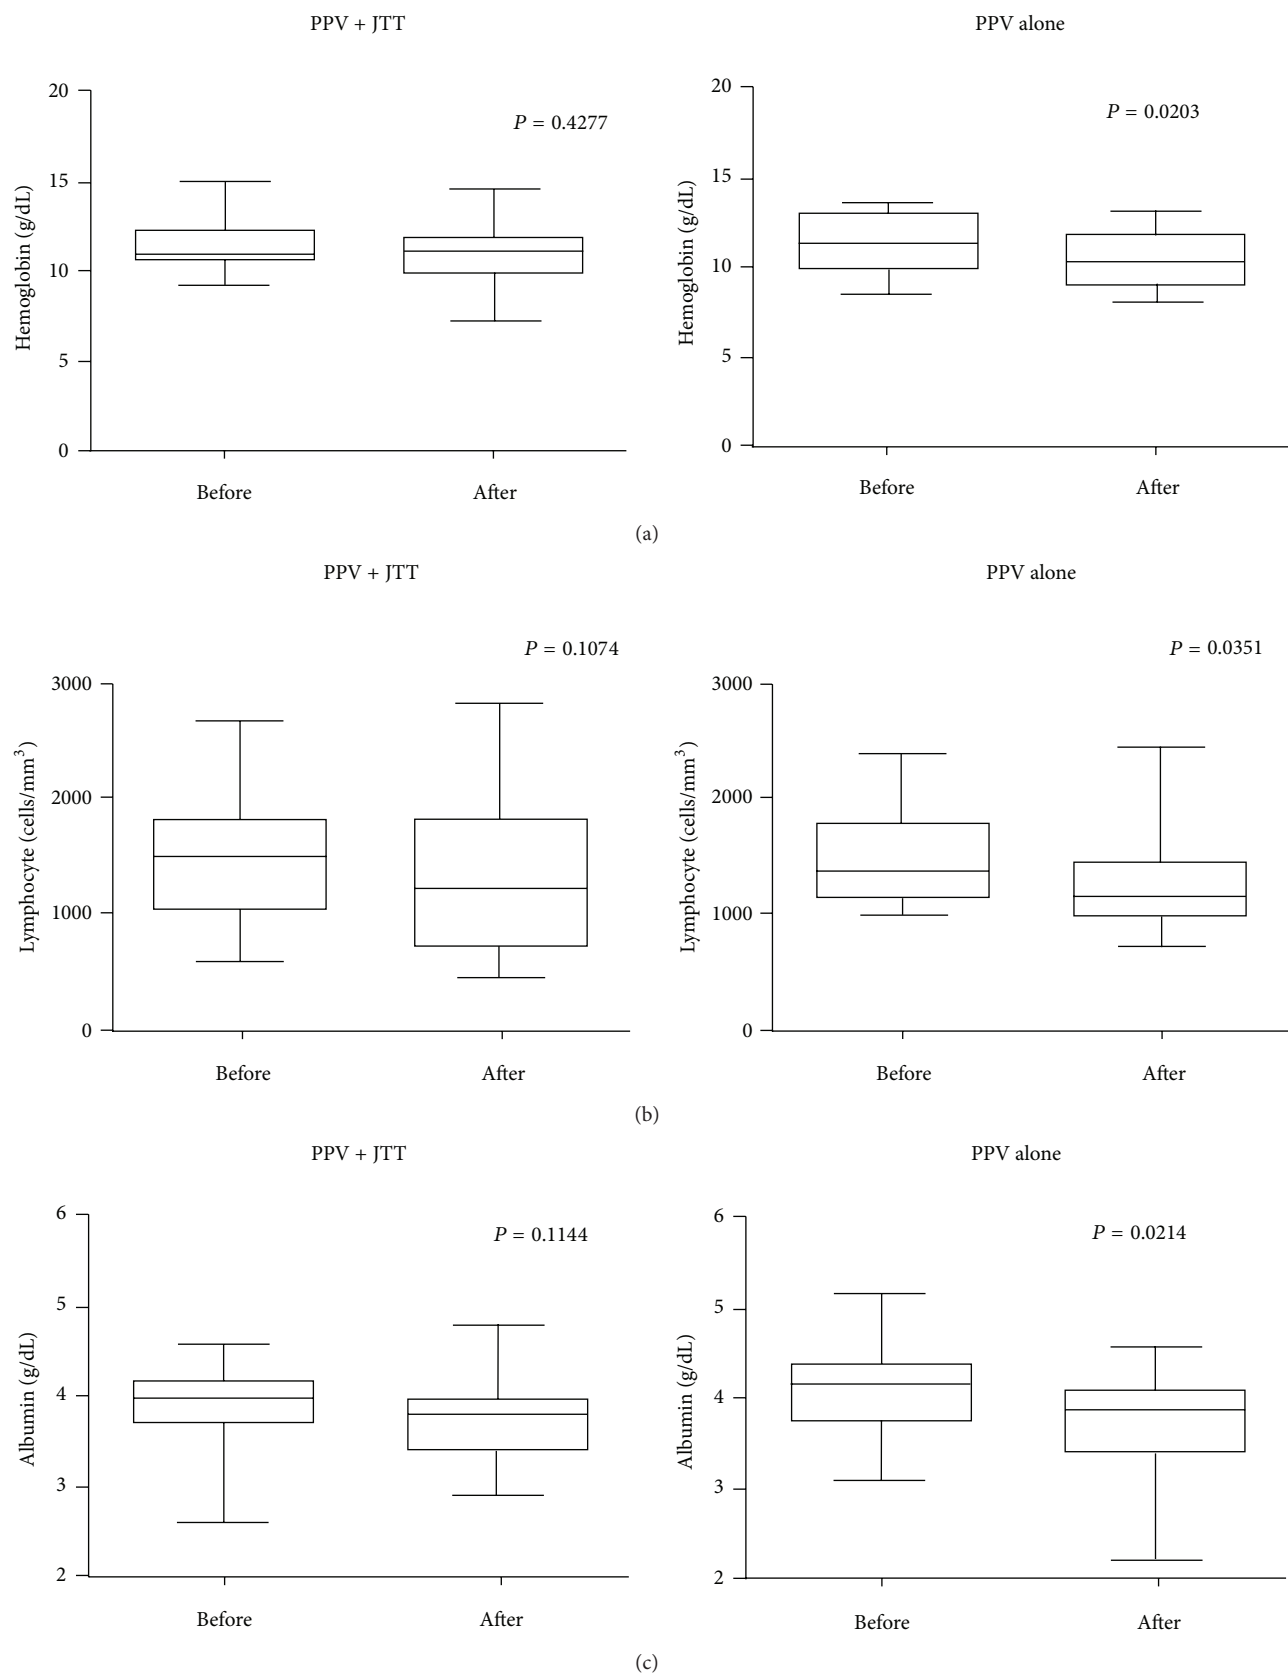 PPV + JTT
PPV alone
20
15
10
5
0
Hemoglobin (g/dL)
P = 0.4277
Before
After
20
15
10
5
0
Hemoglobin (g/dL)
P = 0.0203
Before
After
(a)
PPV + JTT
PPV alone
3000
2000
1000
0
Lymphocyte (cells/mm³)
P = 0.1074
Before
After
3000
2000
1000
0
Lymphocyte (cells/mm³)
P = 0.0351
Before
After
(b)
PPV + JTT
PPV alone
6
5
4
3
2
Albumin (g/dL)
P = 0.1144
Before
After
6
5
4
3
2
Albumin (g/dL)
P = 0.0214
Before
After
(c)